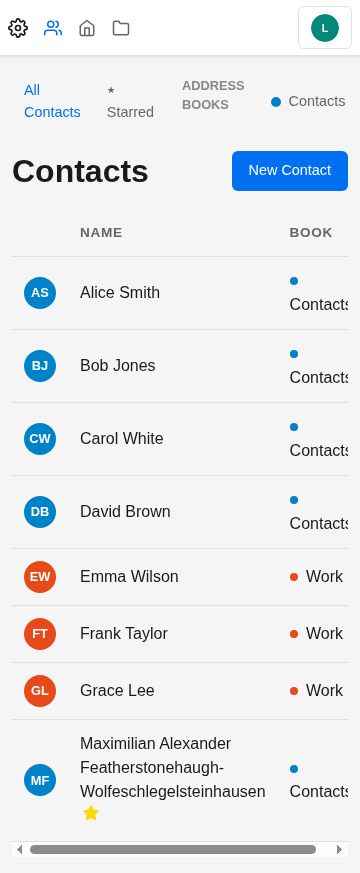 L
All
Contacts
★
Starred
ADDRESS
BOOKS
Contacts
Contacts
New Contact
NAME
BOOK
AS
Alice Smith
Contacts
BJ
Bob Jones
Contacts
CW
Carol White
Contacts
DB
David Brown
Contacts
EW
Emma Wilson
Work
FT
Frank Taylor
Work
GL
Grace Lee
Work
MF
Maximilian Alexander
Featherstonehaugh-
Wolfeschlegelsteinhausen
Contacts